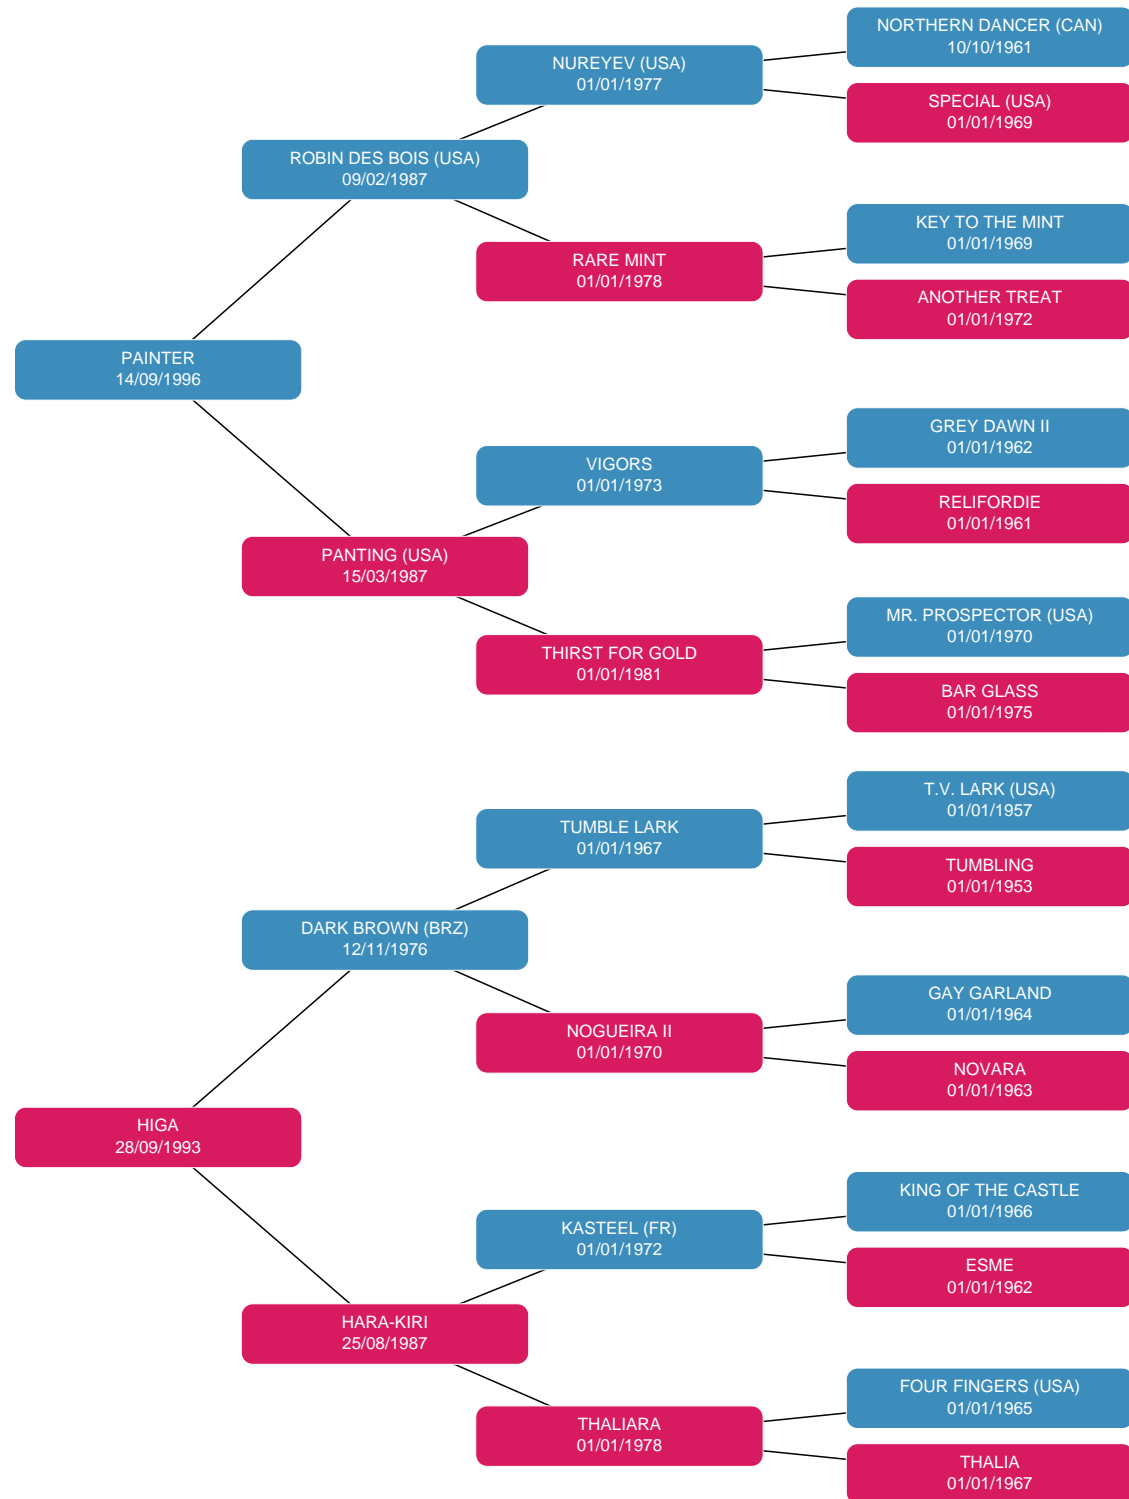 NORTHERN DANCER (CAN)
10/10/1961
NUREYEV (USA)
01/01/1977
SPECIAL (USA)
01/01/1969
ROBIN DES BOIS (USA)
09/02/1987
KEY TO THE MINT
01/01/1969
RARE MINT
01/01/1978
ANOTHER TREAT
01/01/1972
PAINTER
14/09/1996
GREY DAWN II
01/01/1962
VIGORS
01/01/1973
RELIFORDIE
01/01/1961
PANTING (USA)
15/03/1987
MR. PROSPECTOR (USA)
01/01/1970
THIRST FOR GOLD
01/01/1981
BAR GLASS
01/01/1975
T.V. LARK (USA)
01/01/1957
TUMBLE LARK
01/01/1967
TUMBLING
01/01/1953
DARK BROWN (BRZ)
12/11/1976
GAY GARLAND
01/01/1964
NOGUEIRA II
01/01/1970
NOVARA
01/01/1963
HIGA
28/09/1993
KING OF THE CASTLE
01/01/1966
KASTEEL (FR)
01/01/1972
ESME
01/01/1962
HARA-KIRI
25/08/1987
FOUR FINGERS (USA)
01/01/1965
THALIARA
01/01/1978
THALIA
01/01/1967